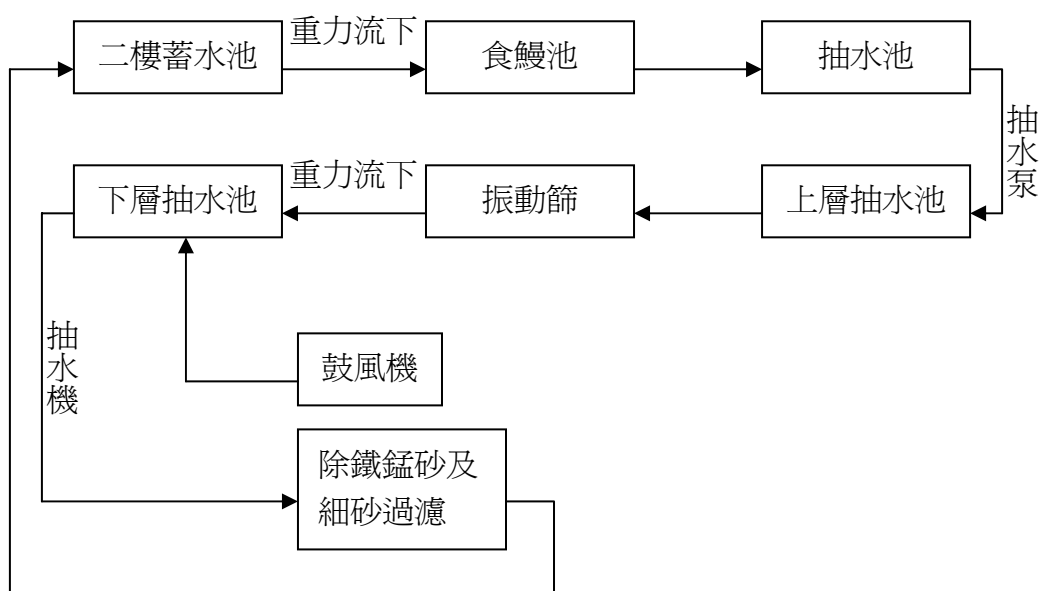 二樓蓄水池
重力流下
食鰻池
抽水池
抽水泵
下層抽水池
重力流下
振動篩
上層抽水池
抽水機
鼓風機
除鐵錳砂及
細砂過濾